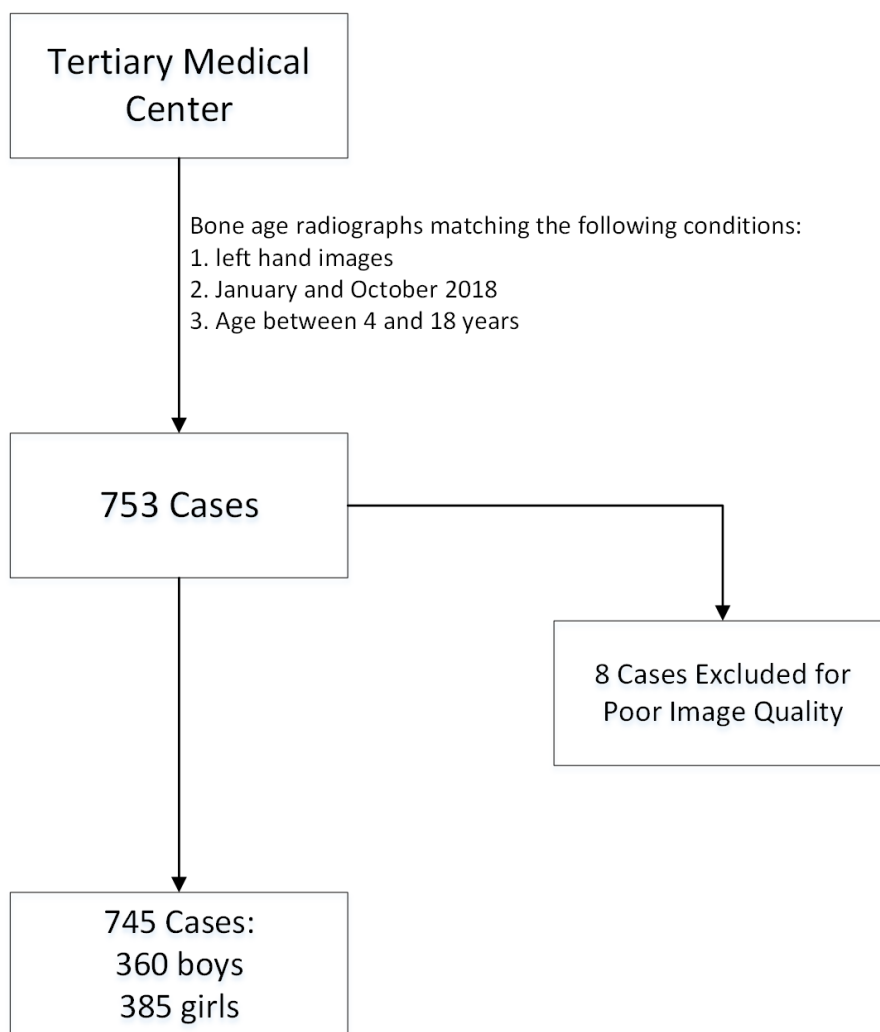 Tertiary Medical
Center
Bone age radiographs matching the following conditions:
1. left hand images
2. January and October 2018
3. Age between 4 and 18 years
753 Cases
8 Cases Excluded for
Poor Image Quality
745 Cases:
360 boys
385 girls